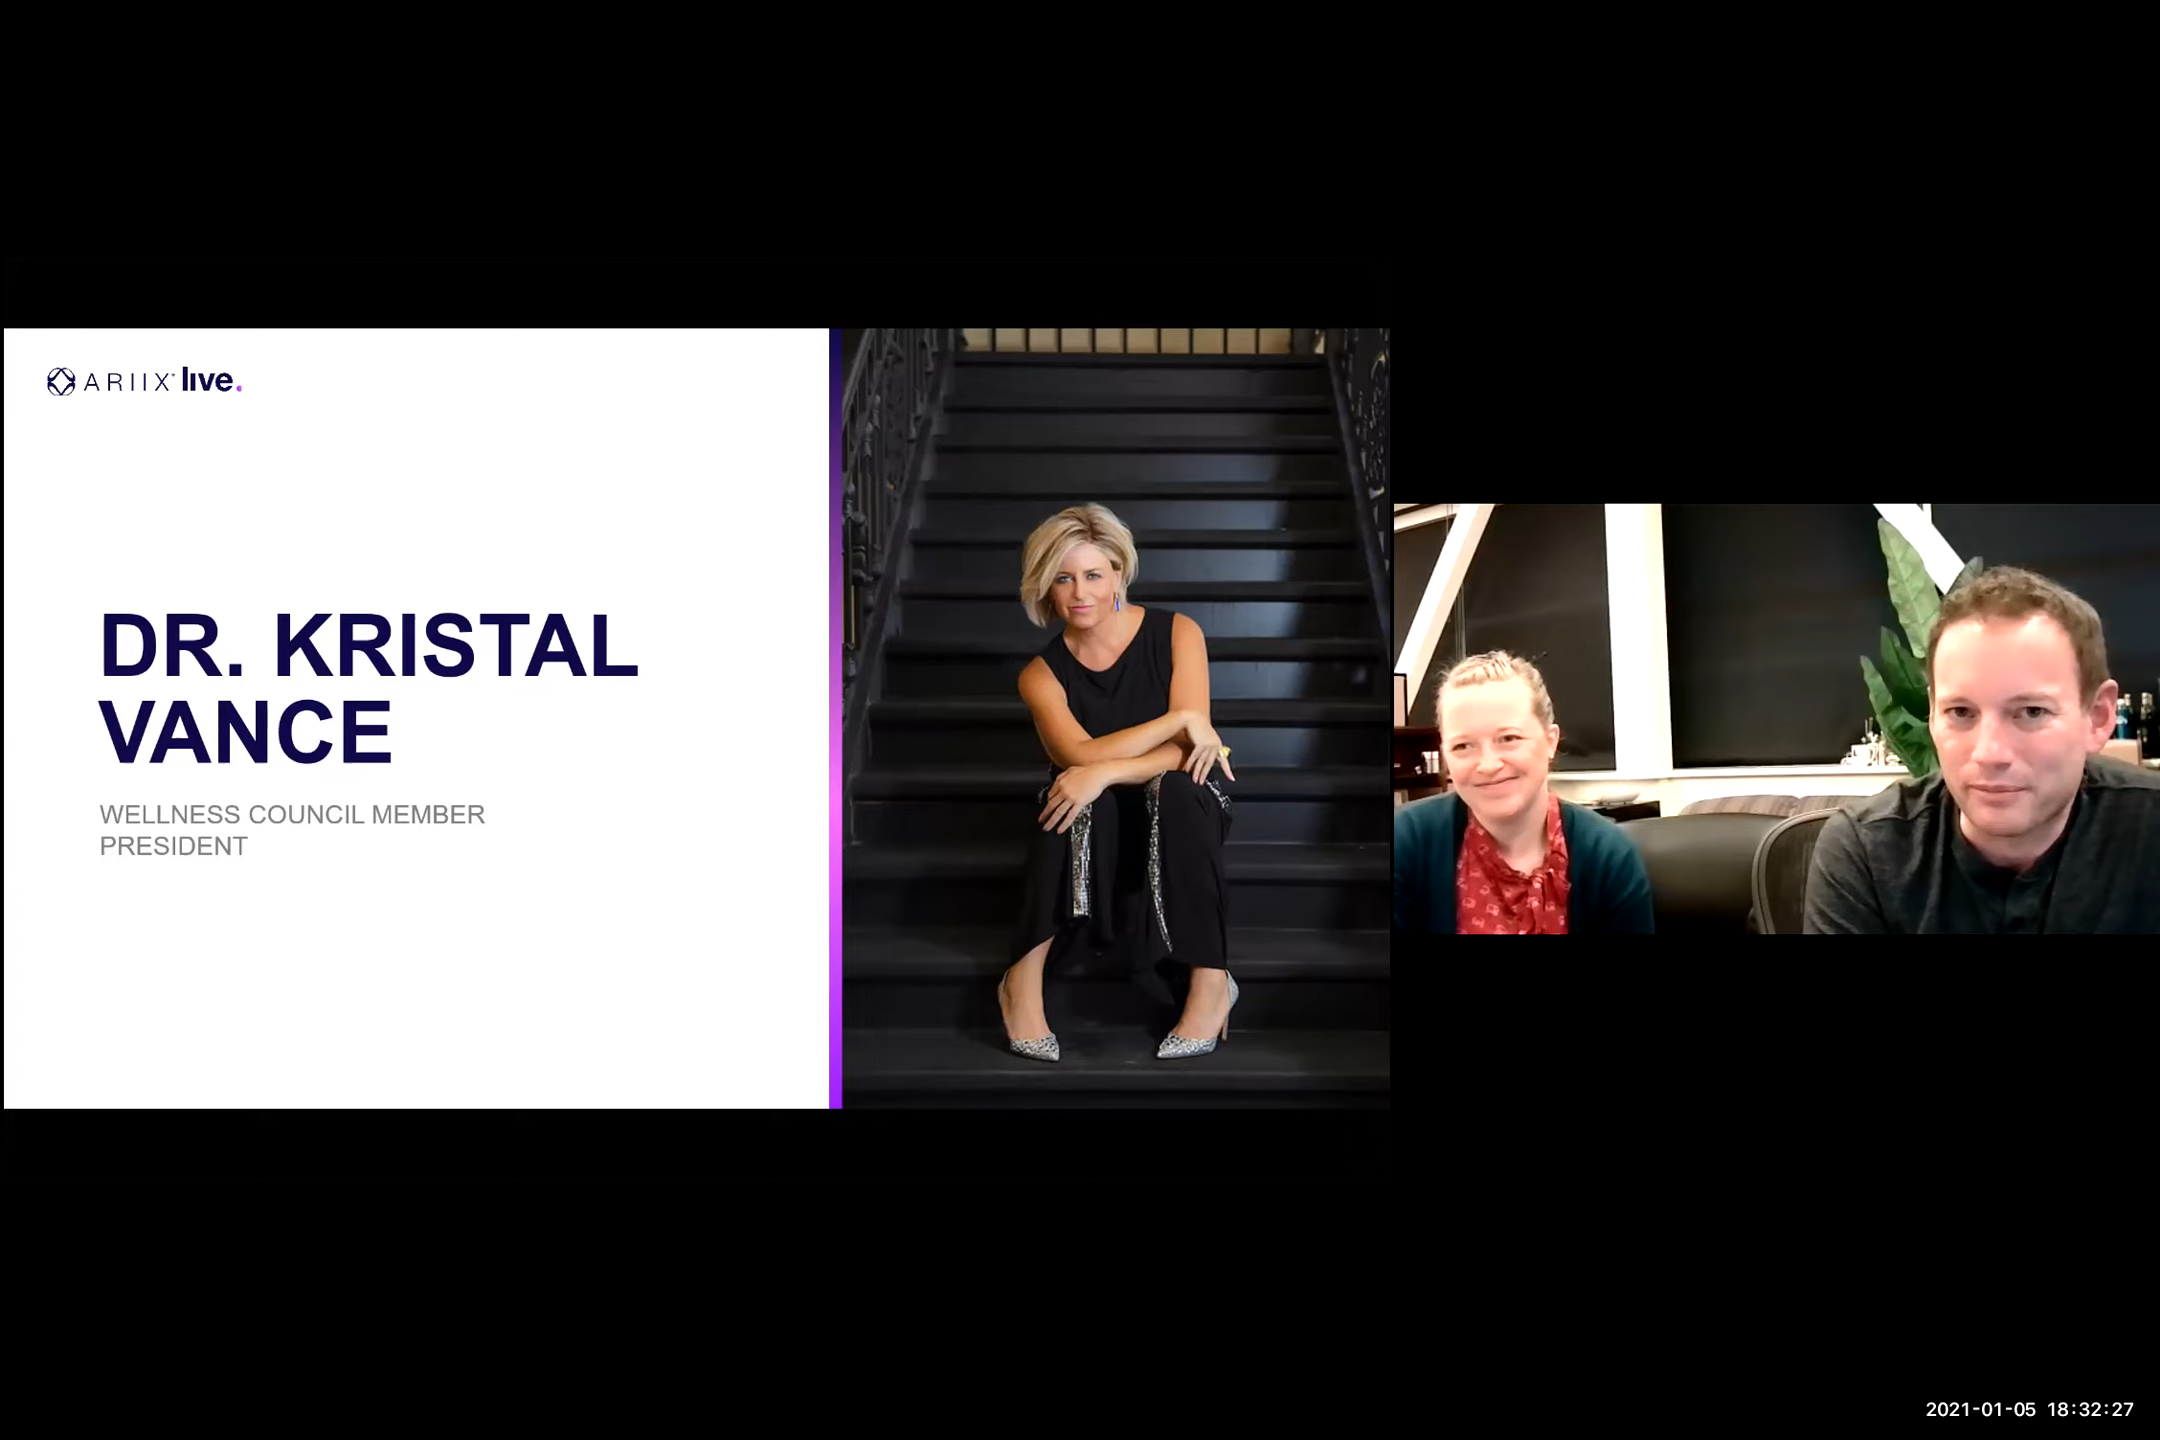 ARIIX live.
DR. KRISTAL
VANCE
WELLNESS COUNCIL MEMBER
PRESIDENT
2021-01-05 18:32:27